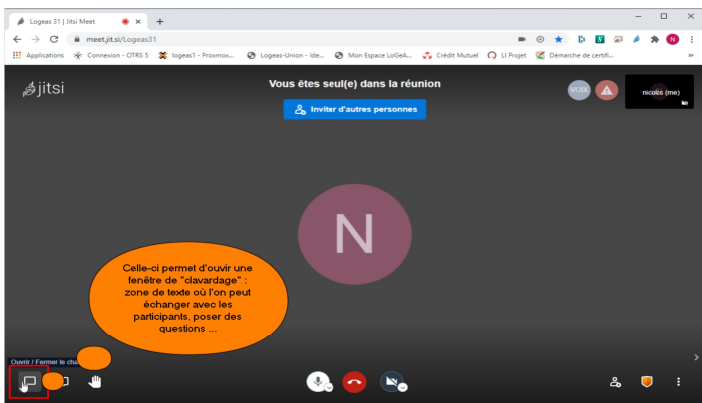 Logeas 31 | Jitsi Meet
meet.jit.si/Logeas31
Applications
Connexion - OTRS 5
logeas1 - Proxmox...
Logeas-Union - Ide...
Mon Espace LoGeA...
Crédit Mutuel
LI Projet
Démarche de certifi...
jitsi
Vous êtes seul(e) dans la réunion
Inviter d'autres personnes
VOIX
nicolas (me)
N
Celle-ci permet d'ouvir une
fenêtre de "clavardage" :
zone de texte où l'on peut
échanger avec les
participants, poser des
questions ...
Ouvrir / Fermer le cha